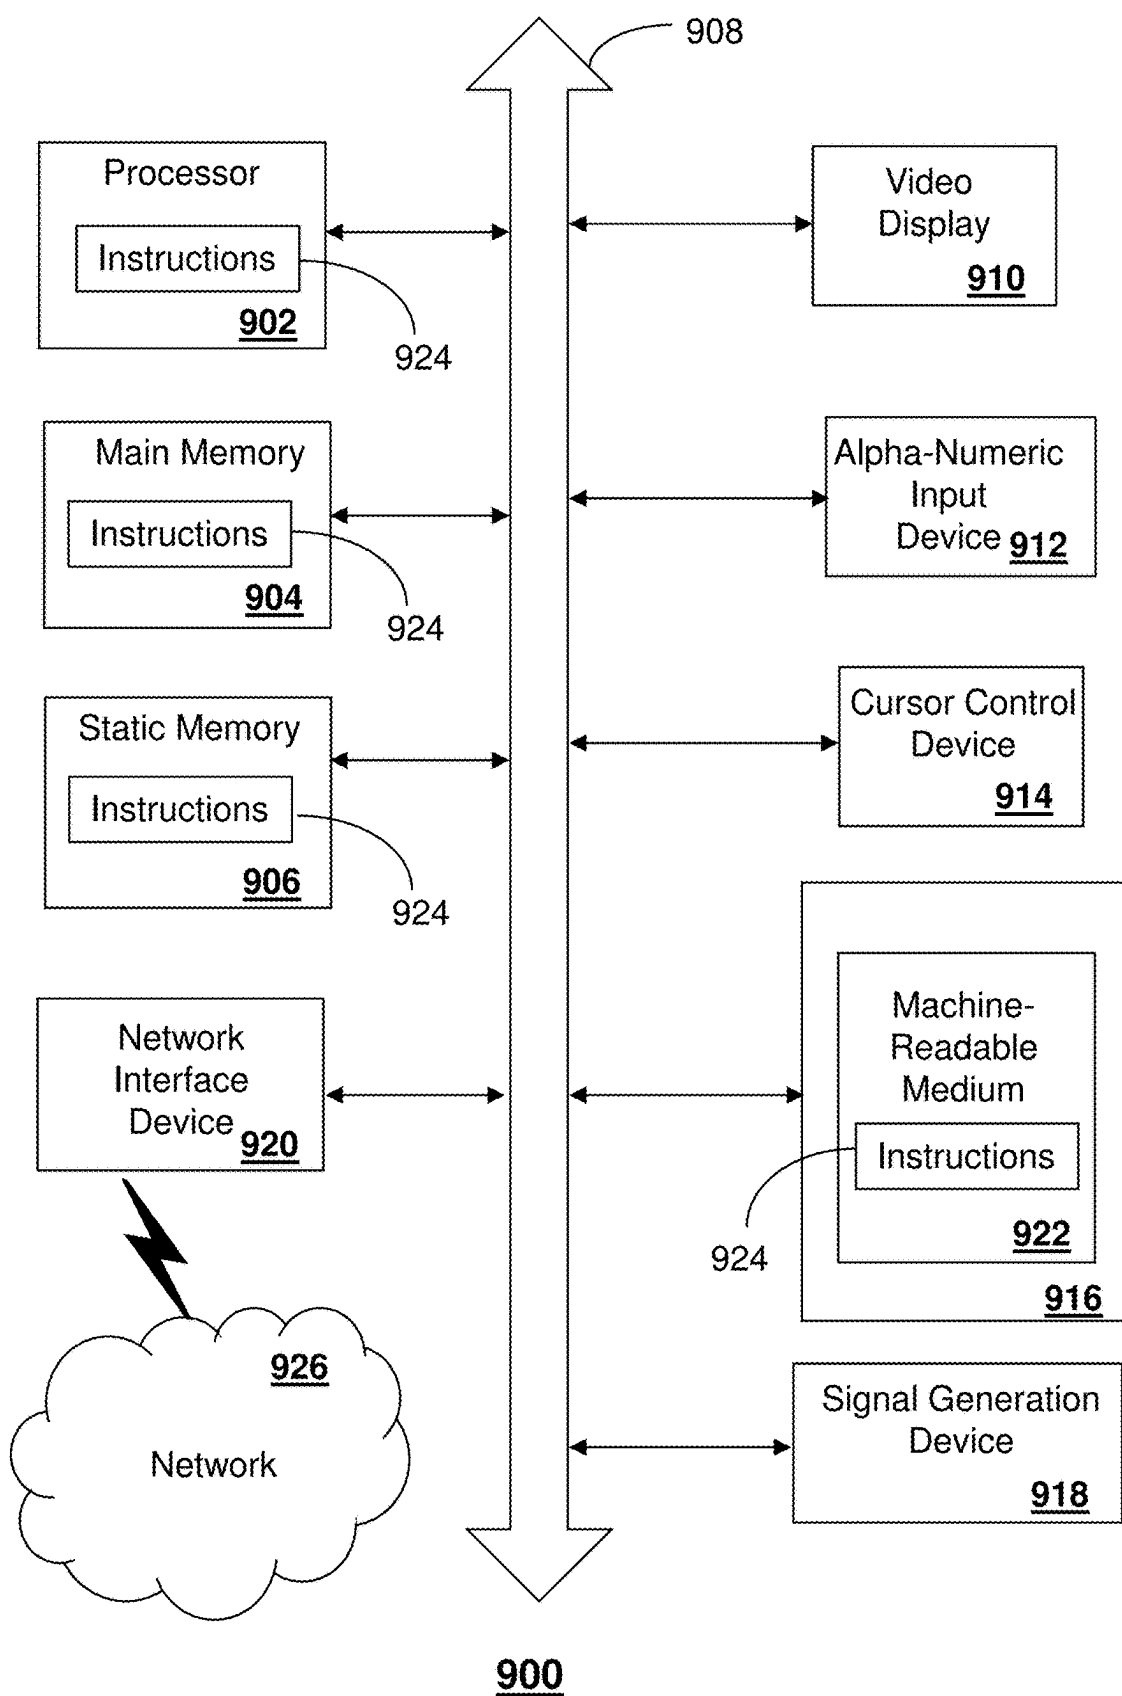 908
Processor
Instructions
902
924
Main Memory
Instructions
904
924
Static Memory
Instructions
906
924
Network
Interface
Device
920
926
Network
Video
Display
910
Alpha-Numeric
Input
Device
912
Cursor Control
Device
914
Machine-
Readable
Medium
Instructions
922
924
916
Signal Generation
Device
918
900